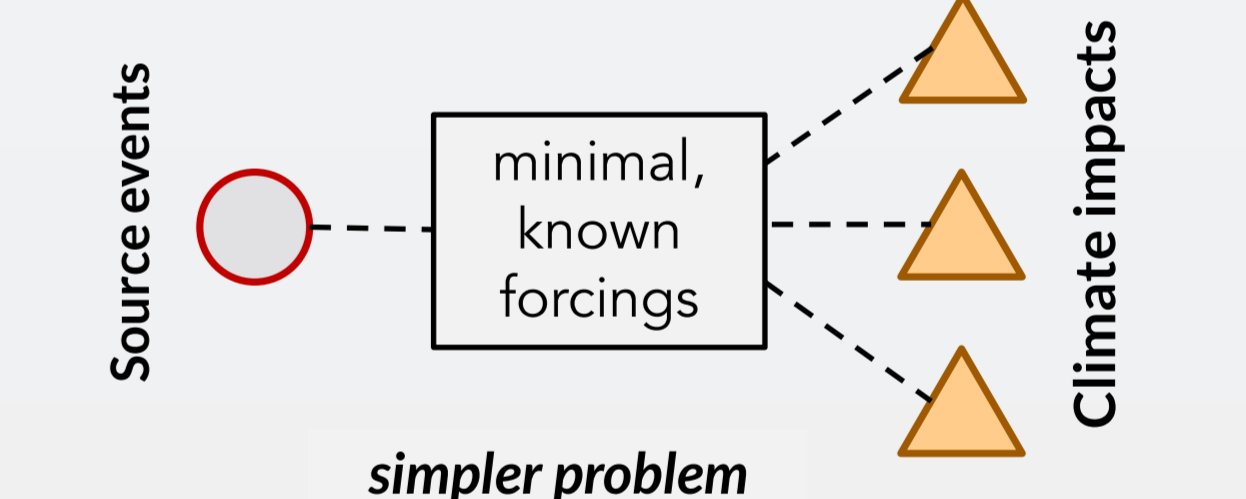 Source events
minimal,
known
forcings
Climate impacts
simpler problem